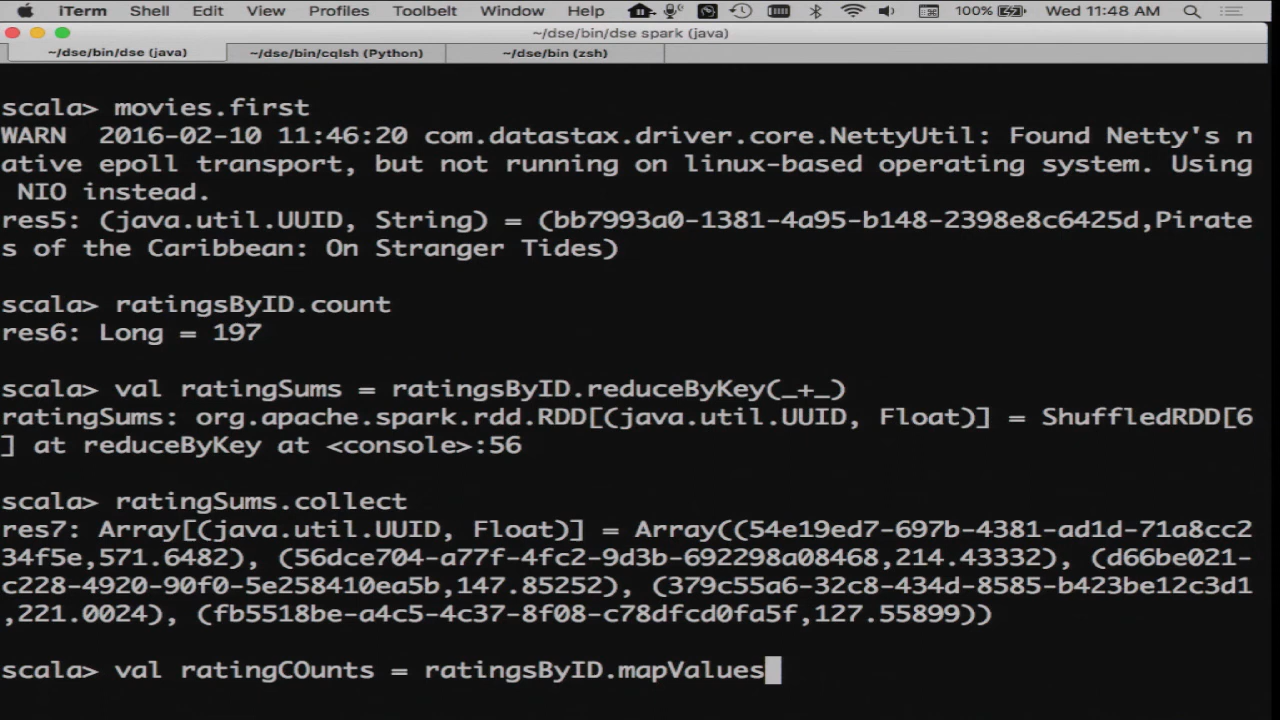 iTerm Shell Edit View Profiles Toolbelt Window Help 100% Wed 11:48 AM
~/dse/bin/dse spark (java)
~/dse/bin/dse (java) ~/dse/bin/cqlsh (Python) ~/dse/bin (zsh)
scala> movies.first
WARN  2016-02-10 11:46:20 com.datastax.driver.core.NettyUtil: Found Netty's n
ative epoll transport, but not running on linux-based operating system. Using
 NIO instead.
res5: (java.util.UUID, String) = (bb7993a0-1381-4a95-b148-2398e8c6425d,Pirate
s of the Caribbean: On Stranger Tides)
scala> ratingsByID.count
res6: Long = 197
scala> val ratingSums = ratingsByID.reduceByKey(_+_)
ratingSums: org.apache.spark.rdd.RDD[(java.util.UUID, Float)] = ShuffledRDD[6
] at reduceByKey at <console>:56
scala> ratingSums.collect
res7: Array[(java.util.UUID, Float)] = Array((54e19ed7-697b-4381-ad1d-71a8cc2
34f5e,571.6482), (56dce704-a77f-4fc2-9d3b-692298a08468,214.43332), (d66be021-
c228-4920-90f0-5e258410ea5b,147.85252), (379c55a6-32c8-434d-8585-b423be12c3d1
,221.0024), (fb5518be-a4c5-4c37-8f08-c78dfcd0fa5f,127.55899))
scala> val ratingCOunts = ratingsByID.mapValues